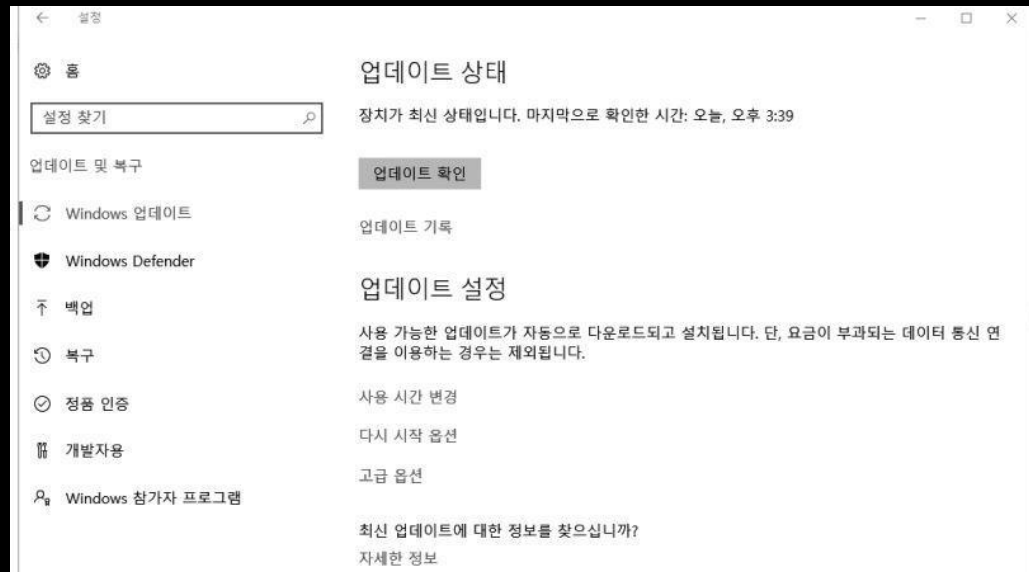 설정
홈
설정 찾기
업데이트 및 복구
Windows 업데이트
Windows Defender
백업
복구
정품 인증
개발자용
Windows 참가자 프로그램
업데이트 상태
장치가 최신 상태입니다. 마지막으로 확인한 시간: 오늘, 오후 3:39
업데이트 확인
업데이트 기록
업데이트 설정
사용 가능한 업데이트가 자동으로 다운로드되고 설치됩니다. 단, 요금이 부과되는 데이터 통신 연
결을 이용하는 경우는 제외됩니다.
사용 시간 변경
다시 시작 옵션
고급 옵션
최신 업데이트에 대한 정보를 찾으십니까?
자세한 정보